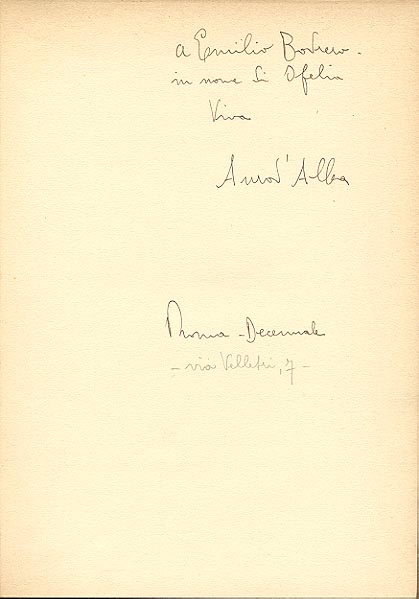 a Emilio Bodrero.
in nome di Ofelia
Viva
Auro d'Alba
Roma - Decennale
- via Velletri, 7 -